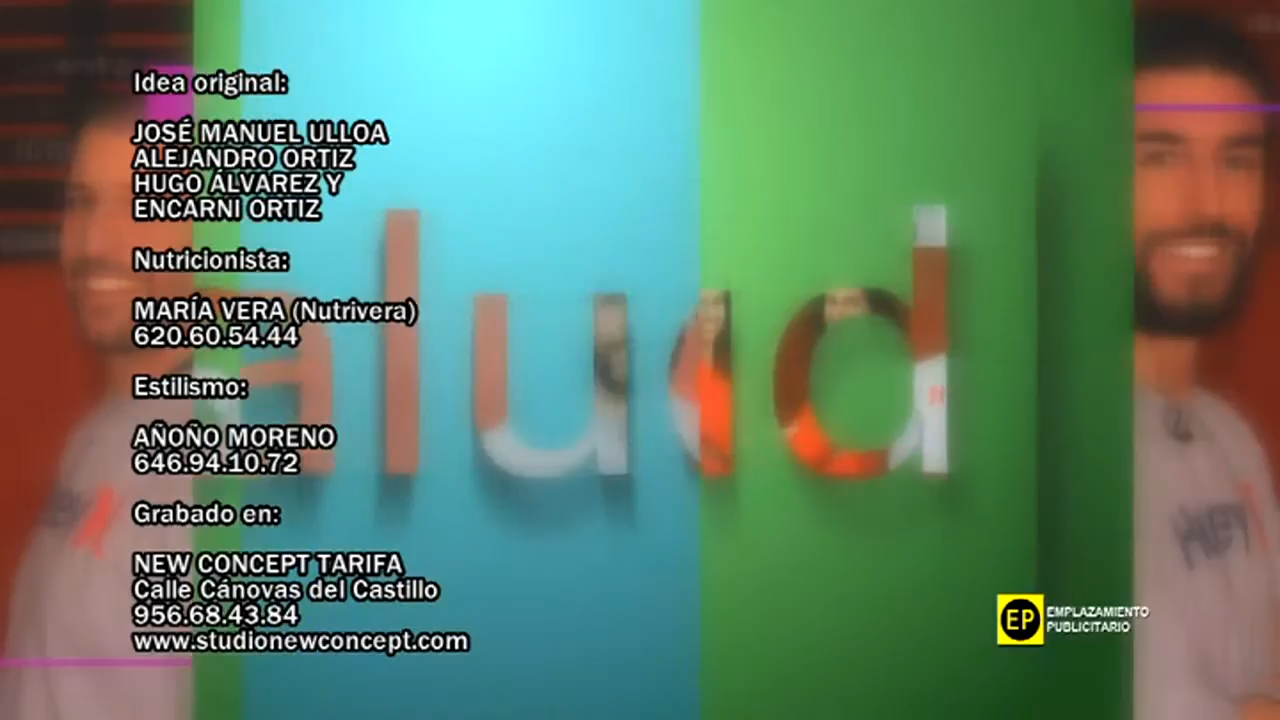 Idea original:
JOSÉ MANUEL ULLOA
ALEJANDRO ORTIZ
HUGO ÁLVAREZ Y
ENCARNI ORTIZ
Nutricionista:
MARÍA VERA (Nutrivera)
620.60.54.44
Estilismo:
AÑOÑO MORENO
646.94.10.72
Grabado en:
NEW CONCEPT TARIFA
Calle Cánovas del Castillo
956.68.43.84
www.studionewconcept.com
alud
EP EMPLAZAMIENTO
PUBLICITARIO